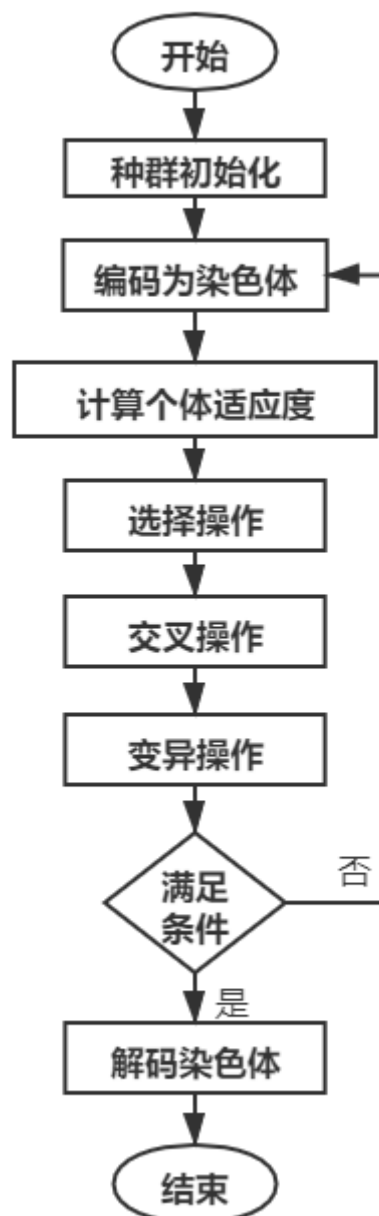 开始
种群初始化
编码为染色体
计算个体适应度
选择操作
交叉操作
变异操作
满足
条件
否
是
解码染色体
结束